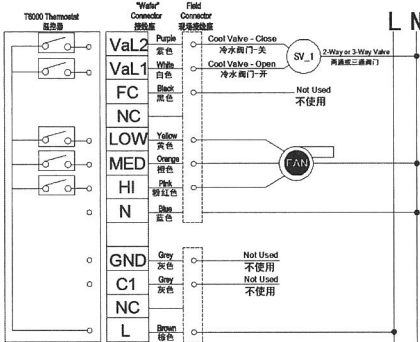 T6000 Thermostat
温控器
"Wafer"
Connector
接线座
Field
Connector
现场接线座
L N
VaL2
Purple
紫色
Cool Valve - Close
冷水阀门-关
SV_1
2-Way or 3-Way Valve
两通或三通阀门
VaL1
White
白色
Cool Valve - Open
冷水阀门-开
FC
Black
黑色
Not Used
不使用
NC
LOW
Yellow
黄色
MED
Orange
橙色
FAN
HI
Pink
粉红色
N
Blue
蓝色
GND
Grey
灰色
Not Used
不使用
C1
Grey
灰色
Not Used
不使用
NC
L
Brown
棕色